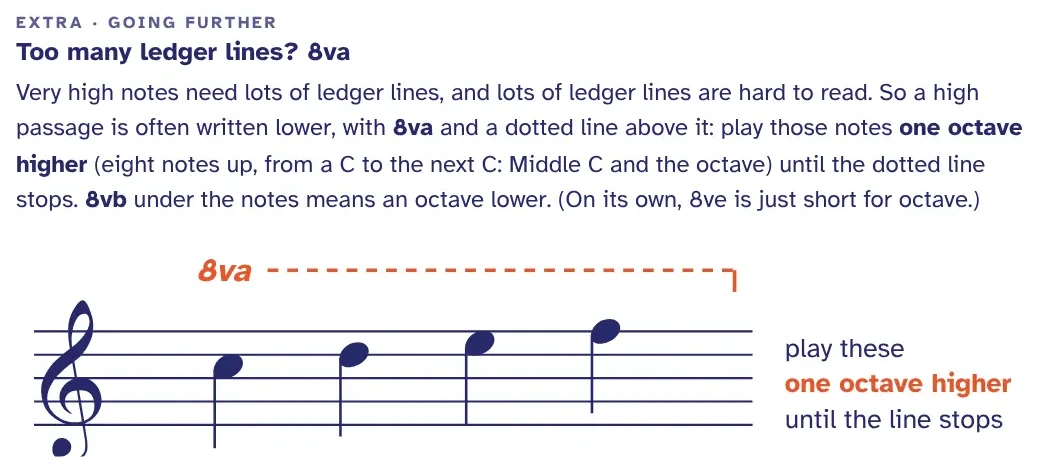 EXTRA · GOING FURTHER
Too many ledger lines? 8va
Very high notes need lots of ledger lines, and lots of ledger lines are hard to read. So a high
passage is often written lower, with 8va and a dotted line above it: play those notes one octave
higher (eight notes up, from a C to the next C: Middle C and the octave) until the dotted line
stops. 8vb under the notes means an octave lower. (On its own, 8ve is just short for octave.)
8va
play these
one octave higher
until the line stops